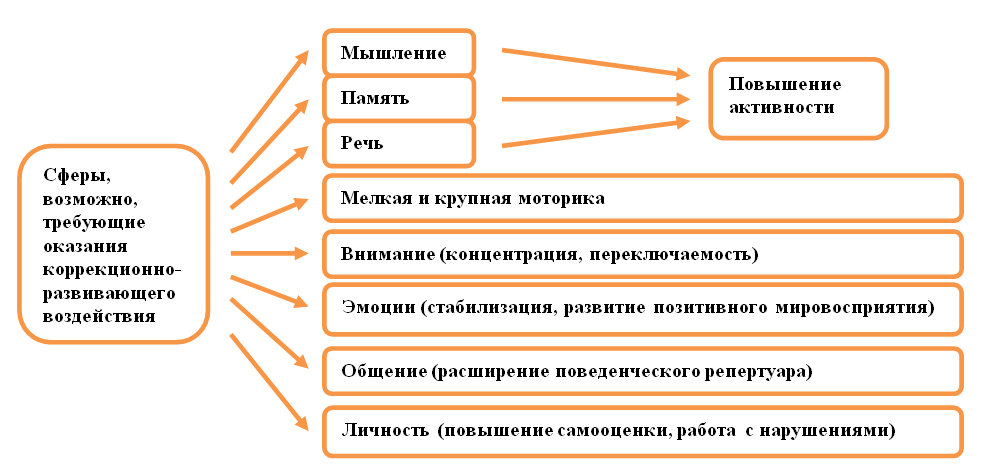 Сферы,
возможно,
требующие
оказания
коррекционно-
развивающего
воздействия
Мышление
Память
Речь
Повышение
активности
Мелкая и крупная моторика
Внимание (концентрация, переключаемость)
Эмоции (стабилизация, развитие позитивного мировосприятия)
Общение (расширение поведенческого репертуара)
Личность (повышение самооценки, работа с нарушениями)